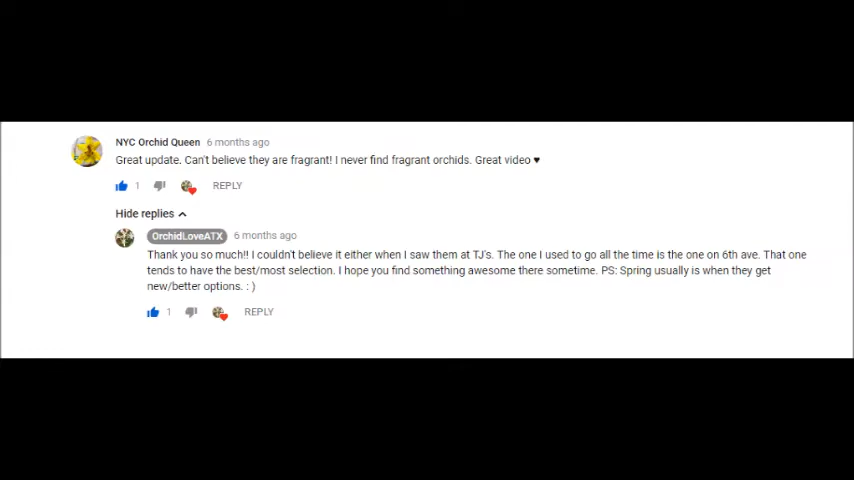 NYC Orchid Queen 6 months ago
Great update. Can't believe they are fragrant! I never find fragrant orchids. Great video ♥
1 REPLY
Hide replies
OrchidLoveATX 6 months ago
Thank you so much!! I couldn't believe it either when I saw them at TJ's. The one I used to go all the time is the one on 6th ave. That one
tends to have the best/most selection. I hope you find something awesome there sometime. PS: Spring usually is when they get
new/better options. : )
1 REPLY